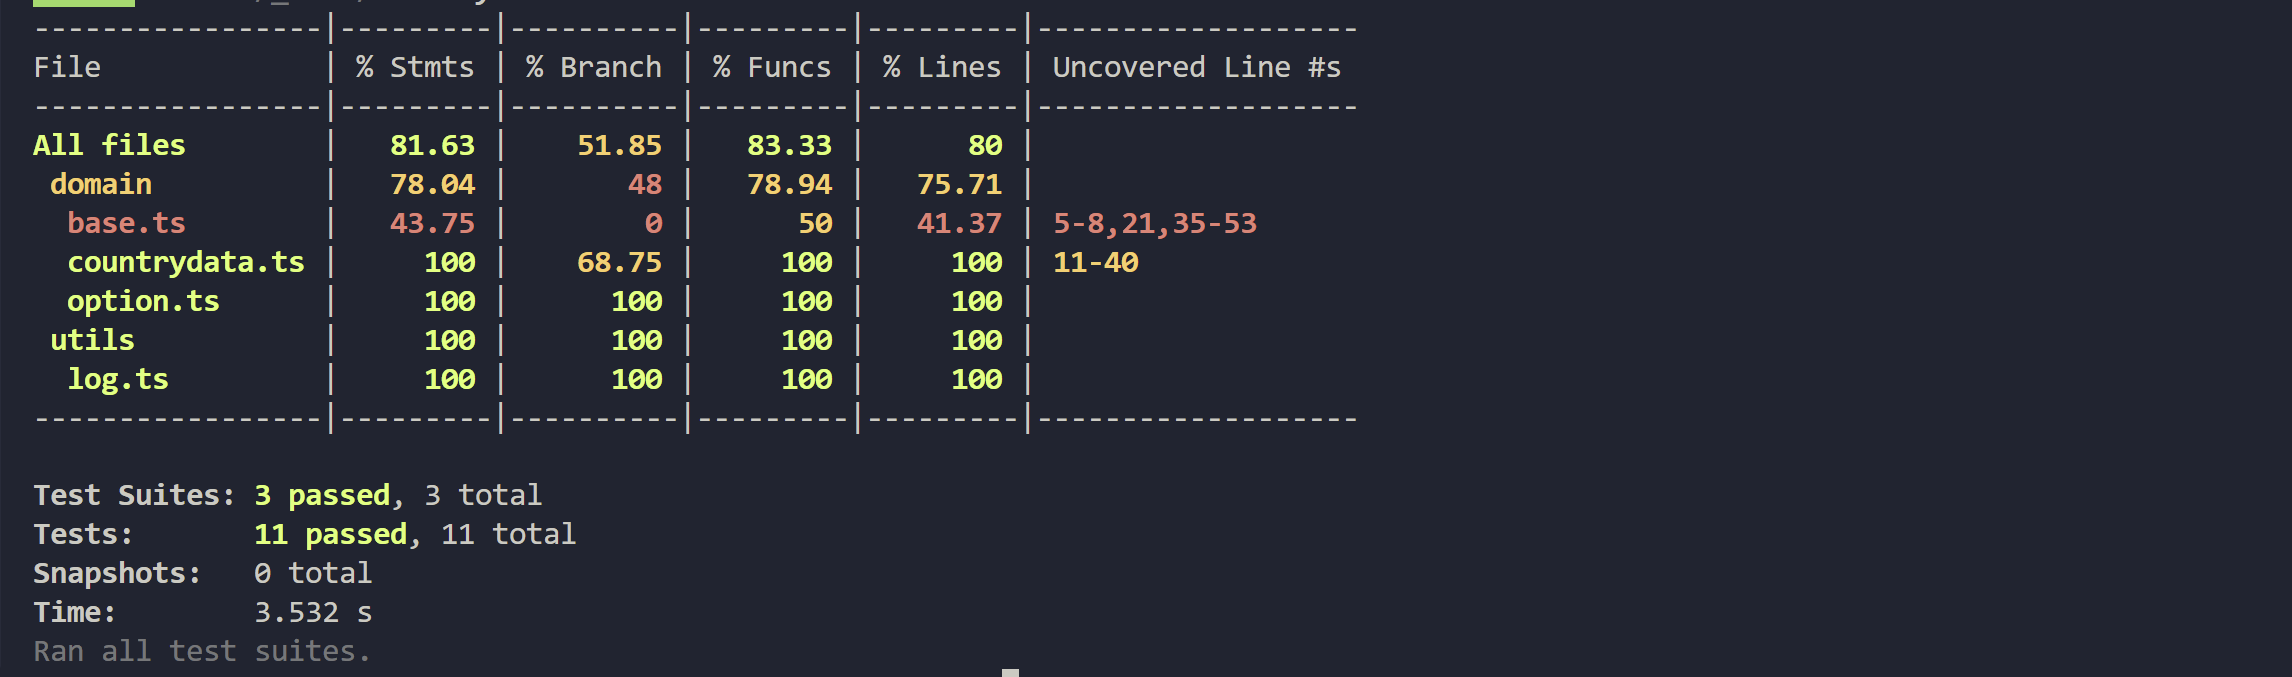 -----------------|---------|----------|---------|---------|-------------------
File             | % Stmts | % Branch | % Funcs | % Lines | Uncovered Line #s
-----------------|---------|----------|---------|---------|-------------------
All files        |   81.63 |    51.85 |   83.33 |      80 |
 domain          |   78.04 |       48 |   78.94 |   75.71 |
  base.ts        |   43.75 |        0 |      50 |   41.37 | 5-8,21,35-53
  countrydata.ts |     100 |    68.75 |     100 |     100 | 11-40
  option.ts      |     100 |      100 |     100 |     100 |
 utils           |     100 |      100 |     100 |     100 |
  log.ts         |     100 |      100 |     100 |     100 |
-----------------|---------|----------|---------|---------|-------------------
Test Suites: 3 passed, 3 total
Tests:       11 passed, 11 total
Snapshots:   0 total
Time:        3.532 s
Ran all test suites.